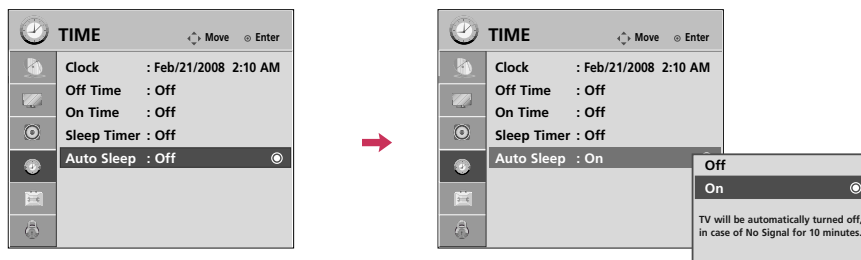 TIME Move Enter
Clock : Feb/21/2008 2:10 AM
Off Time : Off
On Time : Off
Sleep Timer : Off
Auto Sleep : Off
TIME Move Enter
Clock : Feb/21/2008 2:10 AM
Off Time : Off
On Time : Off
Sleep Timer : Off
Auto Sleep : On
Off
On
TV will be automatically turned off,
in case of No Signal for 10 minutes.